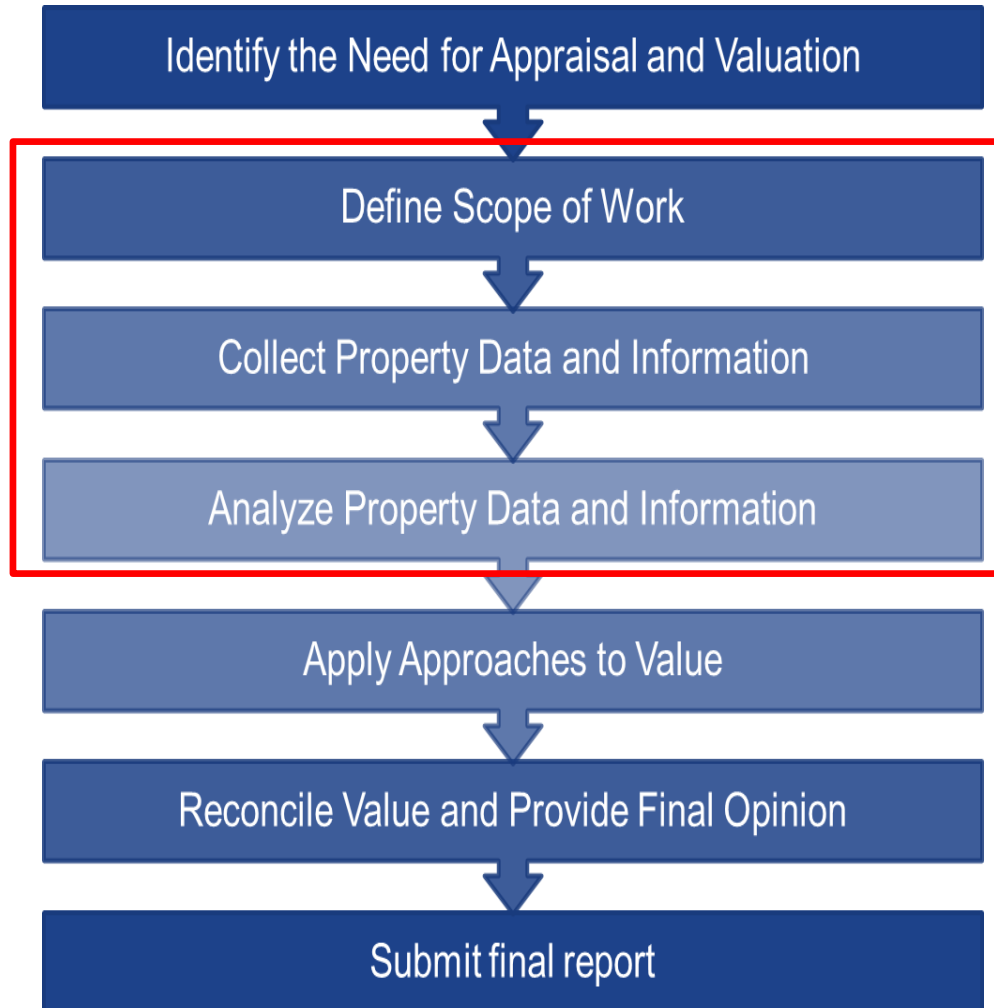 Identify the Need for Appraisal and Valuation
Define Scope of Work
Collect Property Data and Information
Analyze Property Data and Information
Apply Approaches to Value
Reconcile Value and Provide Final Opinion
Submit final report